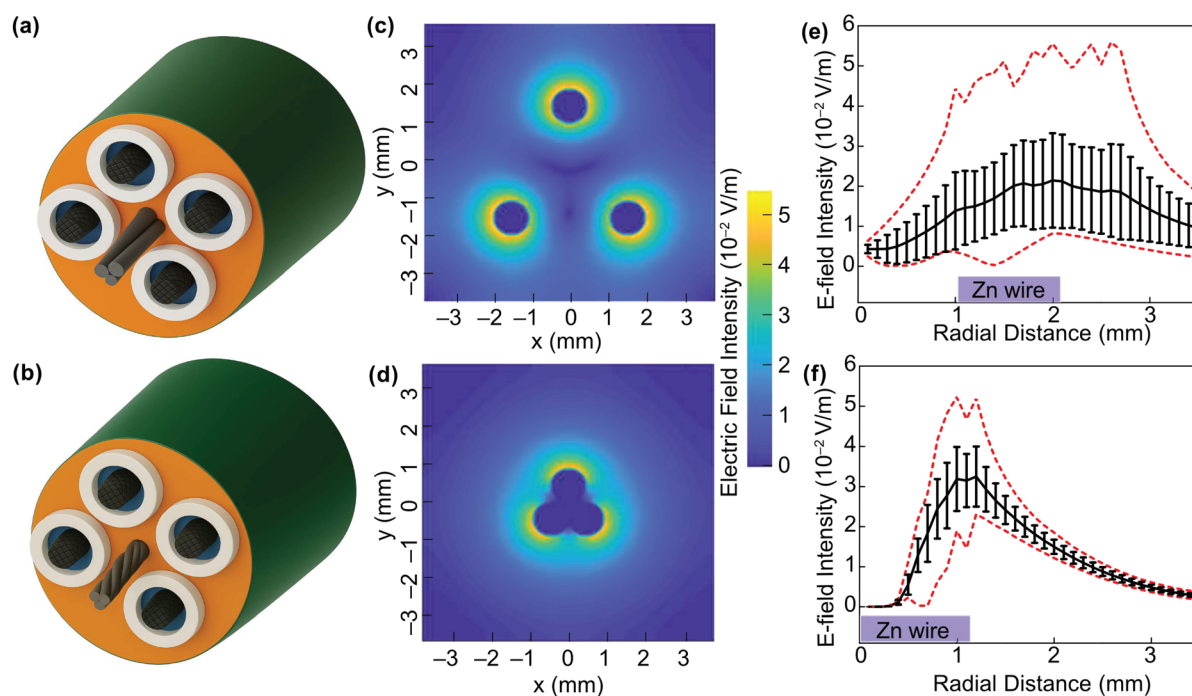 (a)
(b)
(c)
3
2
1
0
−1
−2
−3
y (mm)
−3 −2 −1 0 1 2 3
x (mm)
(d)
3
2
1
0
−1
−2
−3
y (mm)
−3 −2 −1 0 1 2 3
x (mm)
Electric Field Intensity (10⁻² V/m)
5
4
3
2
1
0
(e)
6
5
4
3
2
1
0
E-field Intensity (10⁻² V/m)
Zn wire
0 1 2 3
Radial Distance (mm)
(f)
6
5
4
3
2
1
0
E-field Intensity (10⁻² V/m)
Zn wire
0 1 2 3
Radial Distance (mm)